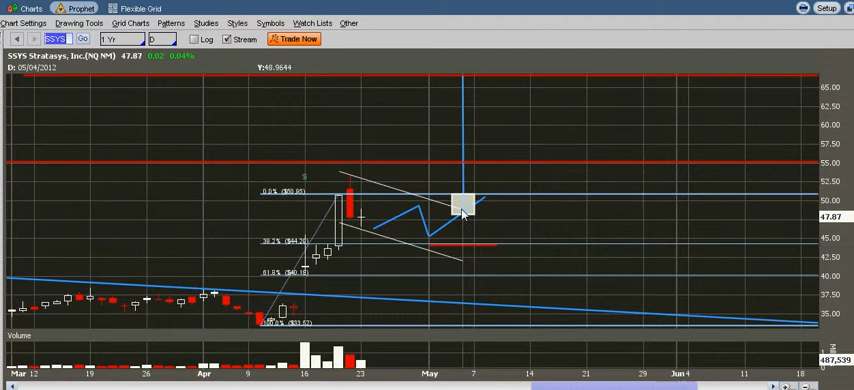 Charts Prophet Flexible Grid Setup
Chart Settings Drawing Tools Grid Charts Patterns Studies Styles Symbols Watch Lists Other
SSYS Go 1 Yr D Log Stream Trade Now
SSYS Stratasys, Inc.(NQ NM) 47.87 0.02 0.04%
D: 05/04/2012 Y:48.9644
65.00
62.50
60.00
57.50
55.00
52.50
$
0.0% ($50.95)
50.00
47.87
45.00
38.2% ($44.29)
42.50
61.8% ($40.18)
40.00
37.50
35.00
100.0% ($33.52)
Volume
487,539
Mar 12 19 26 Apr 9 16 23 May 7 14 21 29 Jun 4 11 18